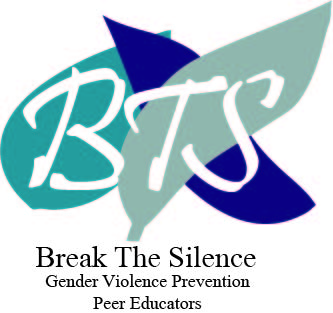 BTS
Break The Silence
Gender Violence Prevention
Peer Educators